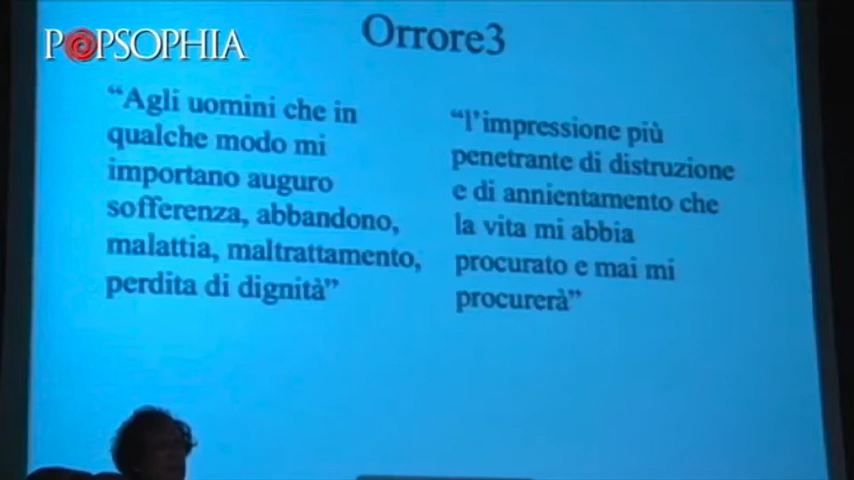 POPSOPHIA
Orrore3
“Agli uomini che in
qualche modo mi
importano auguro
sofferenza, abbandono,
malattia, maltrattamento,
perdita di dignità”
“l’impressione più
penetrante di distruzione
e di annientamento che
la vita mi abbia
procurato e mai mi
procurerà”